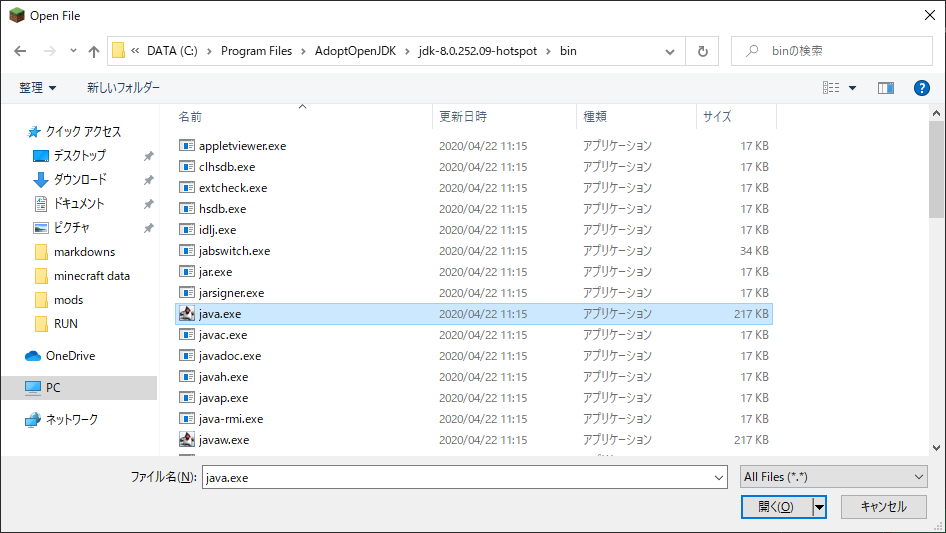 Open File
« DATA (C:) › Program Files › AdoptOpenJDK › jdk-8.0.252.09-hotspot › bin
binの検索
整理 新しいフォルダー
名前 更新日時 種類 サイズ
クイック アクセス
デスクトップ
ダウンロード
ドキュメント
ピクチャ
markdowns
minecraft data
mods
RUN
OneDrive
PC
ネットワーク
appletviewer.exe 2020/04/22 11:15 アプリケーション 17 KB
clhsdb.exe 2020/04/22 11:15 アプリケーション 17 KB
extcheck.exe 2020/04/22 11:15 アプリケーション 17 KB
hsdb.exe 2020/04/22 11:15 アプリケーション 17 KB
idlj.exe 2020/04/22 11:15 アプリケーション 17 KB
jabswitch.exe 2020/04/22 11:15 アプリケーション 34 KB
jar.exe 2020/04/22 11:15 アプリケーション 17 KB
jarsigner.exe 2020/04/22 11:15 アプリケーション 17 KB
java.exe 2020/04/22 11:15 アプリケーション 217 KB
javac.exe 2020/04/22 11:15 アプリケーション 17 KB
javadoc.exe 2020/04/22 11:15 アプリケーション 17 KB
javah.exe 2020/04/22 11:15 アプリケーション 17 KB
javap.exe 2020/04/22 11:15 アプリケーション 17 KB
java-rmi.exe 2020/04/22 11:15 アプリケーション 17 KB
javaw.exe 2020/04/22 11:15 アプリケーション 217 KB
ファイル名(N): java.exe All Files (*.*)
開く(O) キャンセル